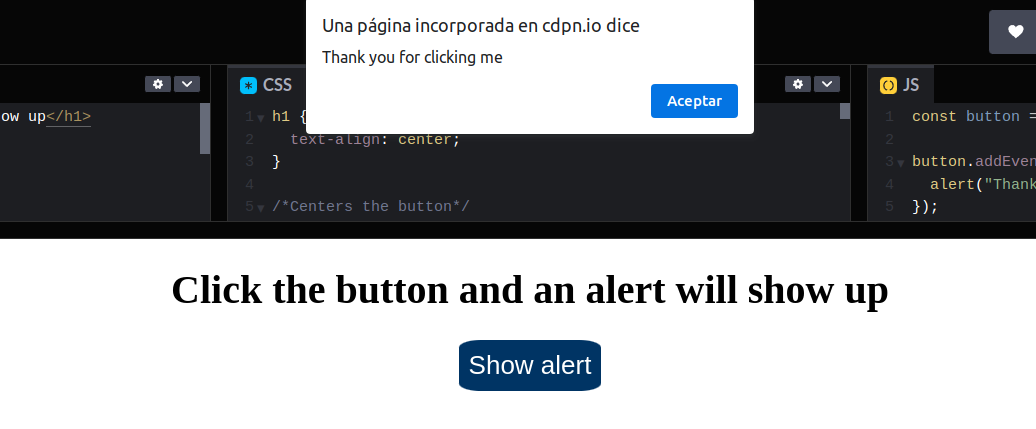 Una página incorporada en cdpn.io dice
Thank you for clicking me
Aceptar
CSS
JS
ow up</h1>
1 h1 {
2 text-align: center;
3 }
4
5 /*Centers the button*/
1 const button =
2
3 button.addEven
4 alert("Thank
5 });
Click the button and an alert will show up
Show alert